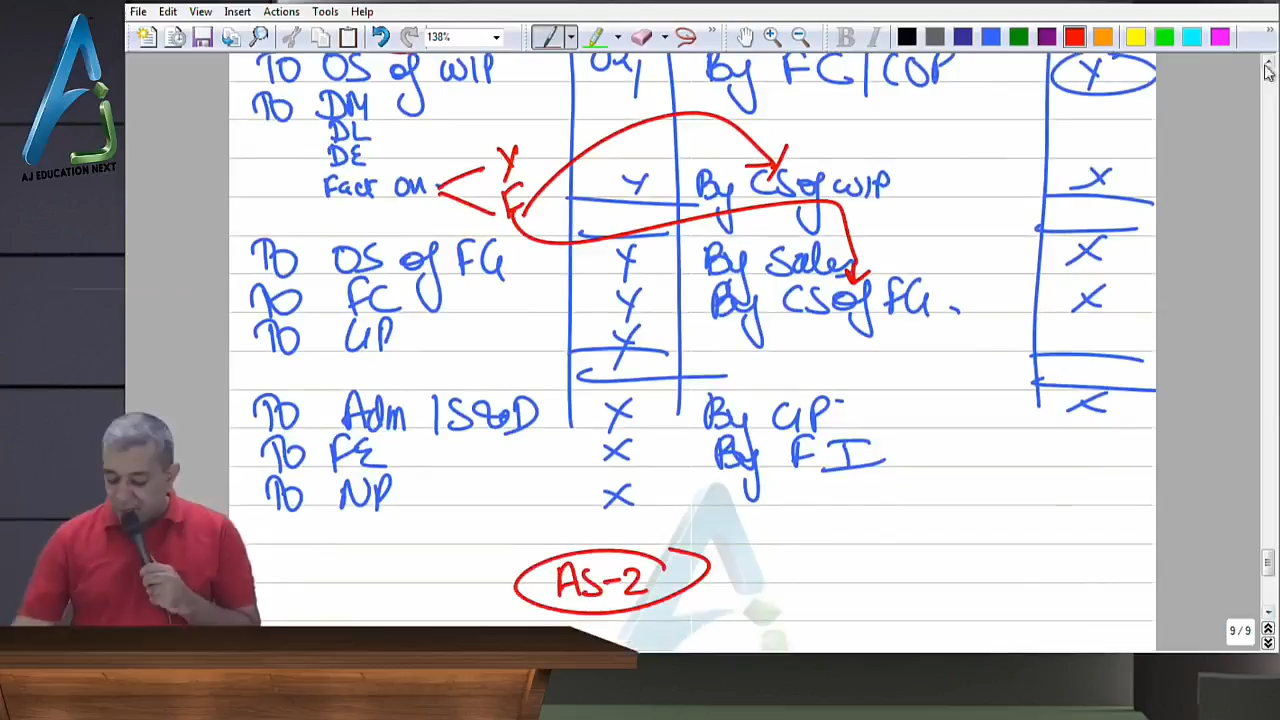 AJ EDUCATION NEXT
File Edit View Insert Actions Tools Help
138%
B I
To OS of WIP By FG/COP Y
To DM
DL
DE
Fact OH Y Y By CS of WIP X
F
To OS of FG Y By Sales X
To FG Y By CS of FG X
To GP Y
To Adm/S&D X By GP X
To FE X By FI
To NP X
AS-2
9/9